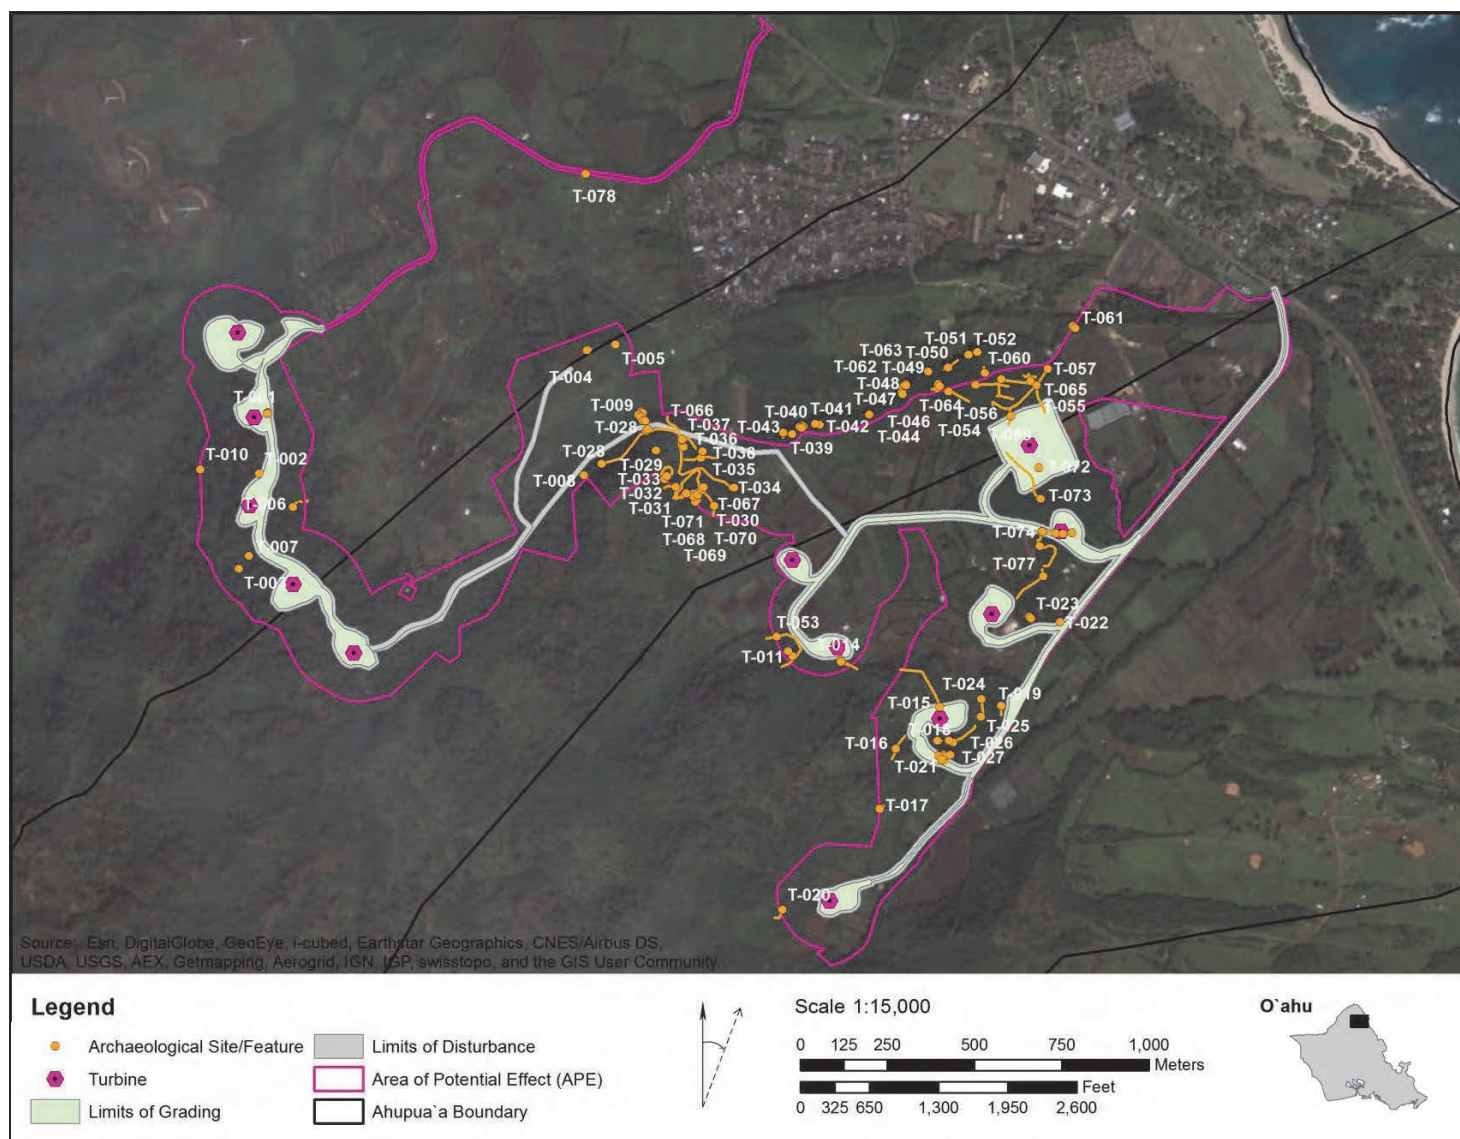 T-078
T-061
T-051
T-052
T-063
T-050
T-060
T-005
T-062
T-049
T-057
T-004
T-048
T-065
T-047
T-064
T-056
T-055
T-009
T-066
T-040
T-041
T-046
T-054
T-028
T-037
T-043
T-042
T-044
T-036
T-039
T-038
T-010
T-002
T-028
T-029
T-035
T-072
T-008
T-033
T-034
T-073
T-032
T-067
T-031
T-071
T-030
T-074
T-068
T-070
T-069
T-007
T-077
T-023
T-053
T-022
T-011
T-024
T-015
T-025
T-016
T-026
T-021
T-027
T-017
T-020
Source: Esri, DigitalGlobe, GeoEye, i-cubed, Earthstar Geographics, CNES/Airbus DS,
USDA, USGS, AEX, Getmapping, Aerogrid, IGN, IGP, swisstopo, and the GIS User Community.
Legend
Archaeological Site/Feature
Turbine
Limits of Grading
Limits of Disturbance
Area of Potential Effect (APE)
Ahupua`a Boundary
Scale 1:15,000
0 125 250 500 750 1,000
Meters
Feet
0 325 650 1,300 1,950 2,600
O`ahu